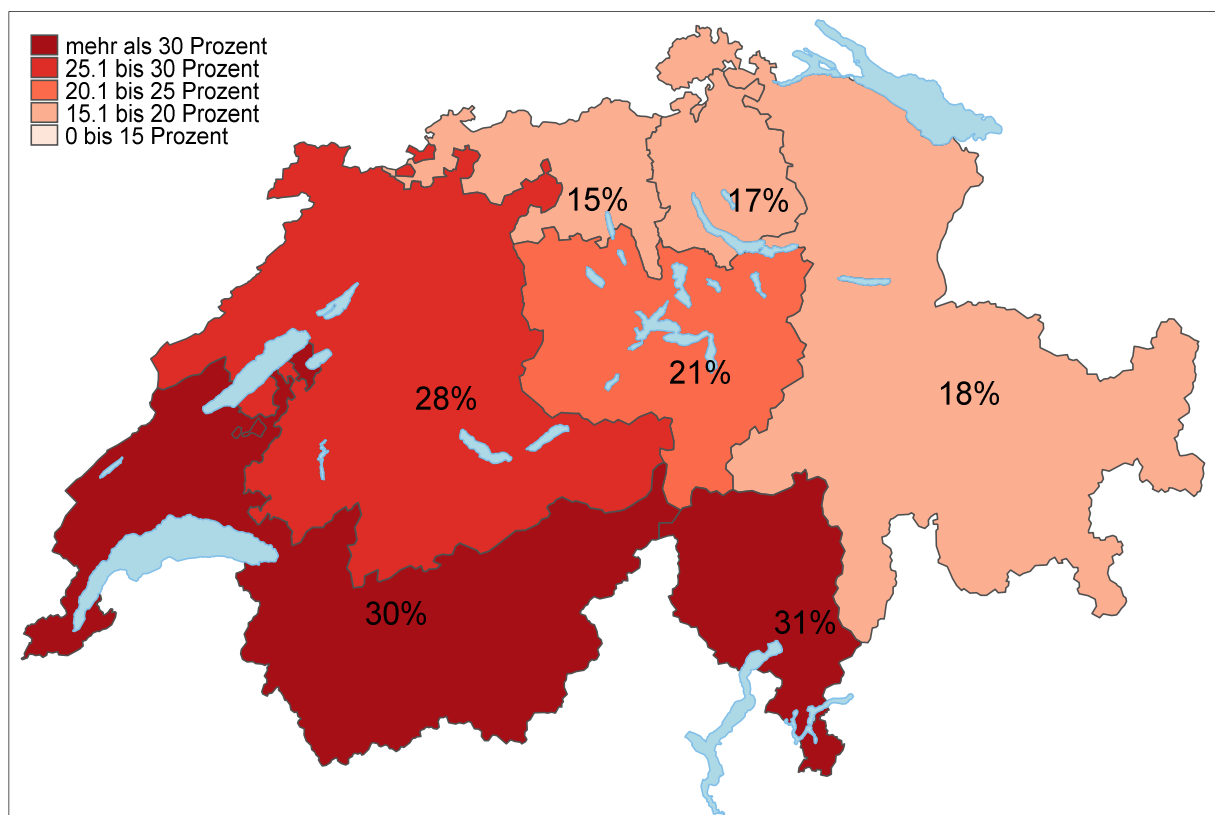 mehr als 30 Prozent
25.1 bis 30 Prozent
20.1 bis 25 Prozent
15.1 bis 20 Prozent
0 bis 15 Prozent
15%
17%
21%
28%
18%
30%
31%